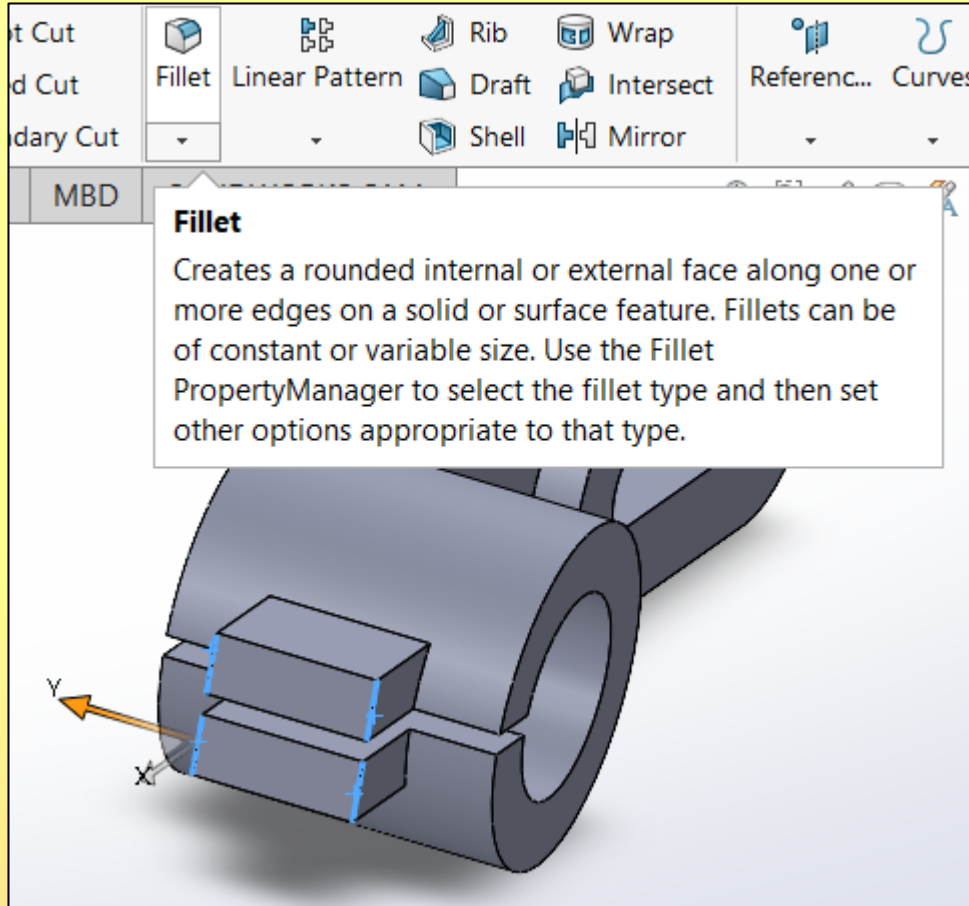 t Cut
Fillet
Linear Pattern
Rib
Wrap
Referenc...
Curves
d Cut
Draft
Intersect
dary Cut
Shell
Mirror
MBD
Fillet
Creates a rounded internal or external face along one or
more edges on a solid or surface feature. Fillets can be
of constant or variable size. Use the Fillet
PropertyManager to select the fillet type and then set
other options appropriate to that type.
Y
X